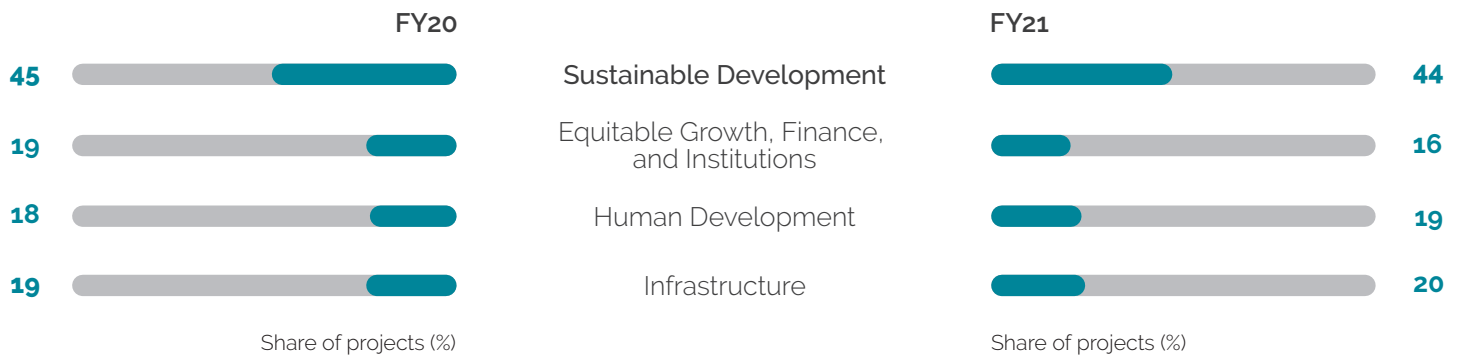 FY20
FY21
45
Sustainable Development
44
19
Equitable Growth, Finance,
and Institutions
16
18
Human Development
19
19
Infrastructure
20
Share of projects (%)
Share of projects (%)